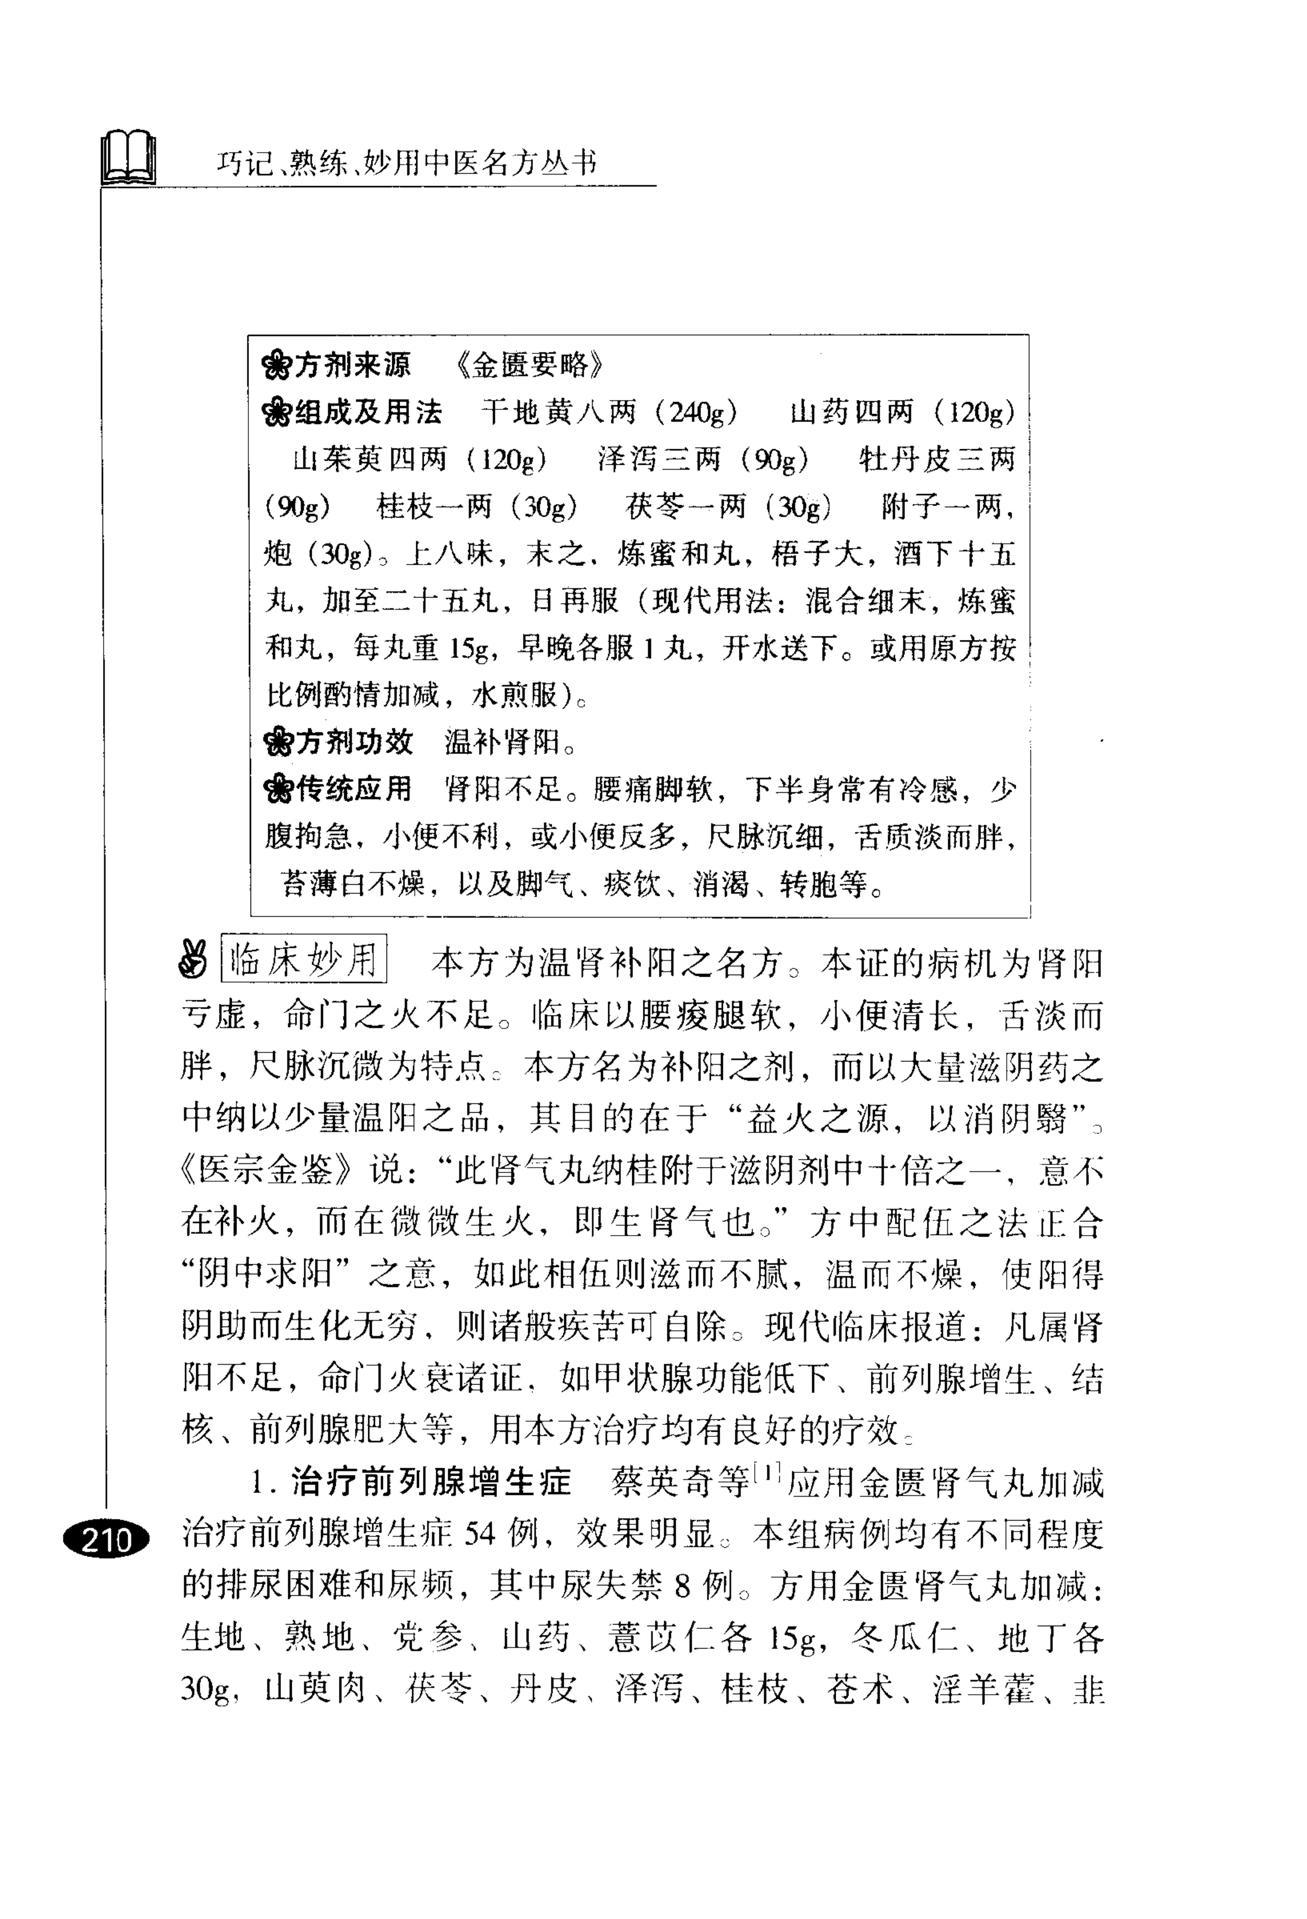 巧记、熟练、妙用中医名方丛书
方剂来源 《金匮要略》
组成及用法 干地黄八两（240g） 山药四两（120g）
山茱萸四两（120g） 泽泻三两（90g） 牡丹皮三两
（90g） 桂枝一两（30g） 茯苓一两（30g） 附子一两，
炮（30g）。上八味，末之，炼蜜和丸，梧子大，酒下十五
丸，加至二十五丸，日再服（现代用法：混合细末，炼蜜
和丸，每丸重15g，早晚各服1丸，开水送下。或用原方按
比例酌情加减，水煎服）。
方剂功效 温补肾阳。
传统应用 肾阳不足。腰痛脚软，下半身常有冷感，少
腹拘急，小便不利，或小便反多，尺脉沉细，舌质淡而胖，
苔薄白不燥，以及脚气、痰饮、消渴、转胞等。
临床妙用 本方为温肾补阳之名方。本证的病机为肾阳
亏虚，命门之火不足。临床以腰痠腿软，小便清长，舌淡而
胖，尺脉沉微为特点。本方名为补阳之剂，而以大量滋阴药之
中纳以少量温阳之品，其目的在于“益火之源，以消阴翳”。
《医宗金鉴》说：“此肾气丸纳桂附于滋阴剂中十倍之一，意不
在补火，而在微微生火，即生肾气也。”方中配伍之法正合
“阴中求阳”之意，如此相伍则滋而不腻，温而不燥，使阳得
阴助而生化无穷，则诸般疾苦可自除。现代临床报道：凡属肾
阳不足，命门火衰诸证，如甲状腺功能低下、前列腺增生、结
核、前列腺肥大等，用本方治疗均有良好的疗效。
1. 治疗前列腺增生症 蔡英奇等[1]应用金匮肾气丸加减
治疗前列腺增生症54例，效果明显。本组病例均有不同程度
的排尿困难和尿频，其中尿失禁8例。方用金匮肾气丸加减：
生地、熟地、党参、山药、薏苡仁各15g，冬瓜仁、地丁各
30g，山萸肉、茯苓、丹皮、泽泻、桂枝、苍术、淫羊藿、韭
210